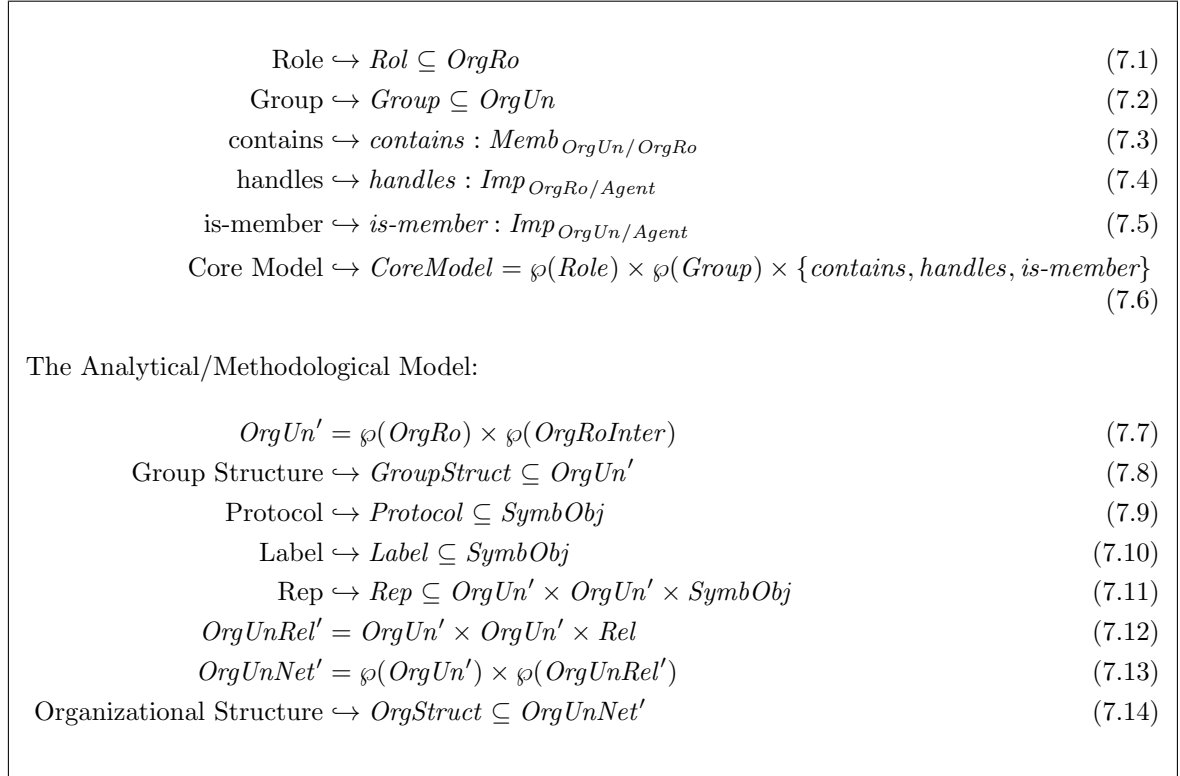 Role ↪ Rol ⊆ OrgRo (7.1)
Group ↪ Group ⊆ OrgUn (7.2)
contains ↪ contains : Memb_{OrgUn/OrgRo} (7.3)
handles ↪ handles : Imp_{OrgRo/Agent} (7.4)
is-member ↪ is-member : Imp_{OrgUn/Agent} (7.5)
Core Model ↪ CoreModel = ℘(Role) × ℘(Group) × {contains, handles, is-member}
(7.6)
The Analytical/Methodological Model:
OrgUn′ = ℘(OrgRo) × ℘(OrgRoInter) (7.7)
Group Structure ↪ GroupStruct ⊆ OrgUn′ (7.8)
Protocol ↪ Protocol ⊆ SymbObj (7.9)
Label ↪ Label ⊆ SymbObj (7.10)
Rep ↪ Rep ⊆ OrgUn′ × OrgUn′ × SymbObj (7.11)
OrgUnRel′ = OrgUn′ × OrgUn′ × Rel (7.12)
OrgUnNet′ = ℘(OrgUn′) × ℘(OrgUnRel′) (7.13)
Organizational Structure ↪ OrgStruct ⊆ OrgUnNet′ (7.14)